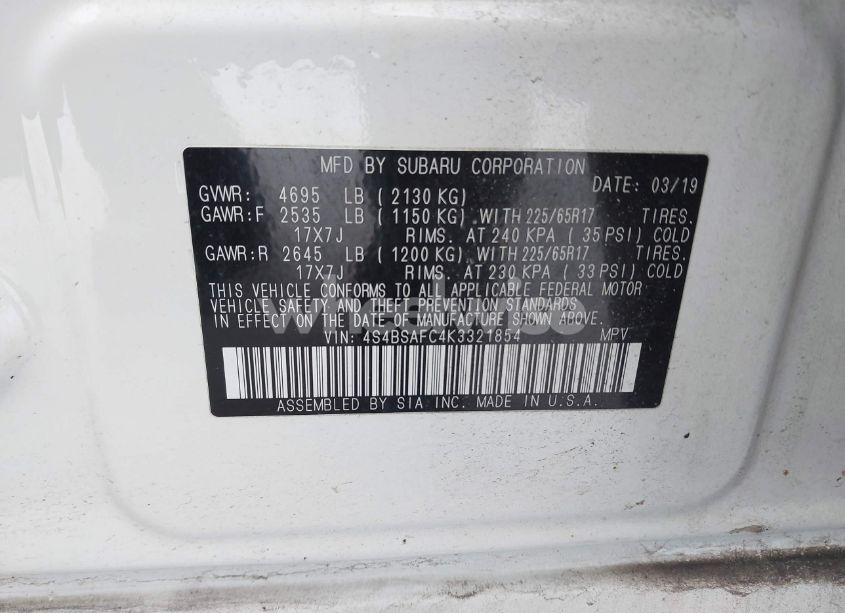 MFD BY SUBARU CORPORATION
DATE: 03/19
GVWR: 4695 LB ( 2130 KG)
GAWR:F 2535 LB ( 1150 KG). WITH 225/65R17 TIRES.
17X7J RIMS. AT 240 KPA ( 35 PSI) COLD
GAWR:R 2645 LB ( 1200 KG). WITH 225/65R17 TIRES.
17X7J RIMS. AT 230 KPA ( 33 PSI) COLD
THIS VEHICLE CONFORMS TO ALL APPLICABLE FEDERAL MOTOR
VEHICLE SAFETY, AND THEFT PREVENTION STANDARDS
IN EFFECT ON THE DATE OF MANUFACTURE SHOWN ABOVE.
VIN: 4S4BSAFC4K3321854 MPV
ASSEMBLED BY SIA INC. MADE IN U.S.A.